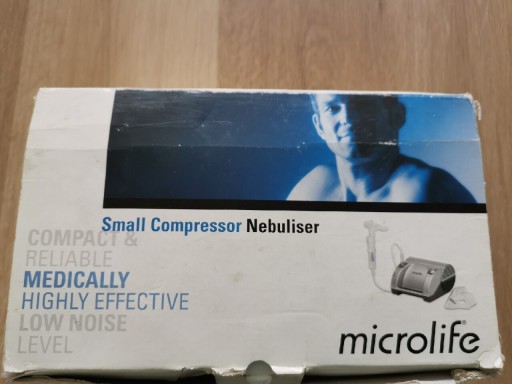 Small Compressor Nebuliser
COMPACT &
RELIABLE
MEDICALLY
HIGHLY EFFECTIVE
LOW NOISE
LEVEL
microlife®